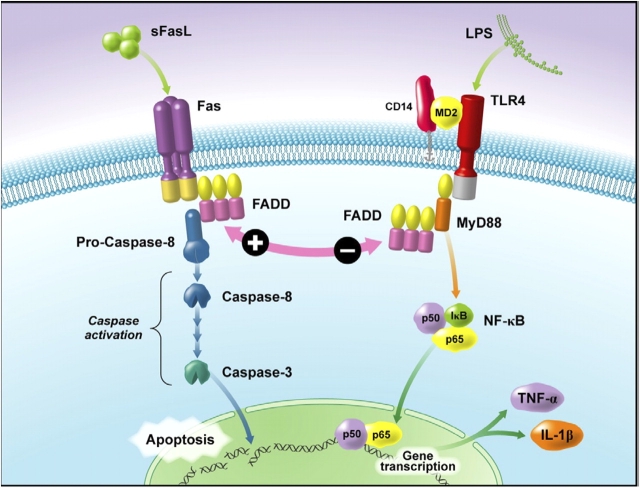 sFasL
LPS
Fas
CD14
MD2
TLR4
FADD
FADD
MyD88
Pro-Caspase-8
+
−
Caspase
activation
Caspase-8
p50
IκB
p65
NF-κB
Caspase-3
Apoptosis
p50
p65
Gene
transcription
TNF-α
IL-1β